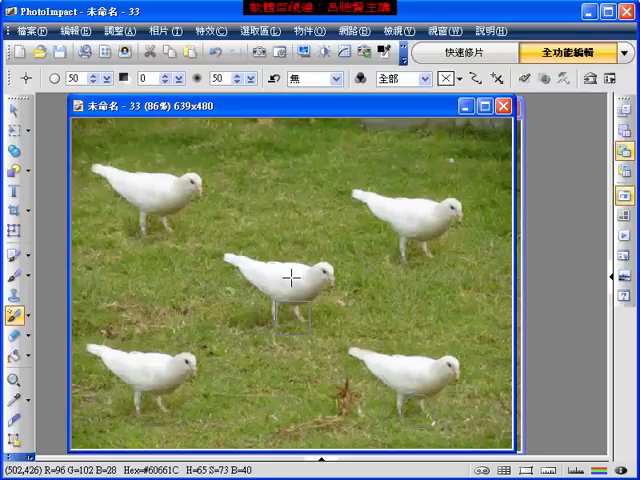 軟體百視達：呂聰賢主講
PhotoImpact - 未命名 - 33
檔案(F) 編輯(E) 調整(A) 相片(I) 特效(C) 選取區(L) 物件(O) 網路(B) 檢視(V) 視窗(W) 說明(H)
快速修片 全功能編輯
50 0 50 無 全部
未命名 - 33 (86%) 639x480
(502,426) R=96 G=102 B=28 Hex=#60661C H=65 S=73 B=40